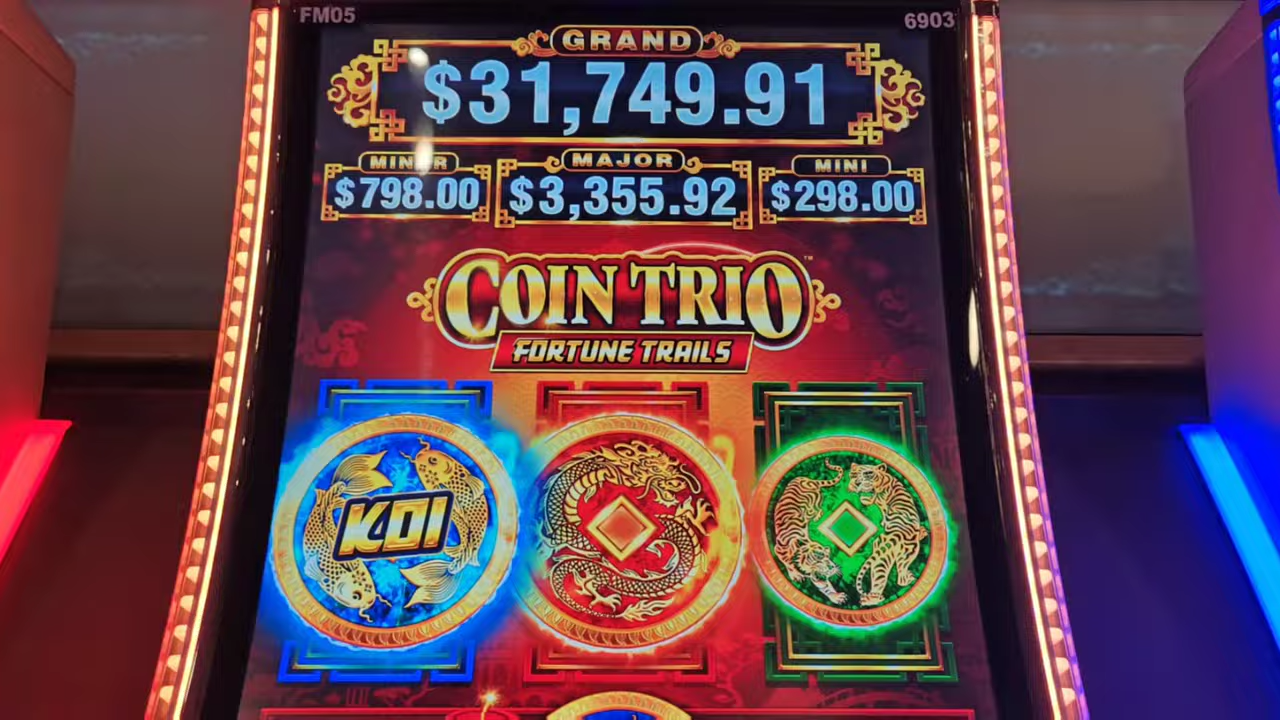 FM05
6903
GRAND
$31,749.91
MINOR
MAJOR
MINI
$798.00
$3,355.92
$298.00
COIN TRIO™
FORTUNE TRAILS
KOI